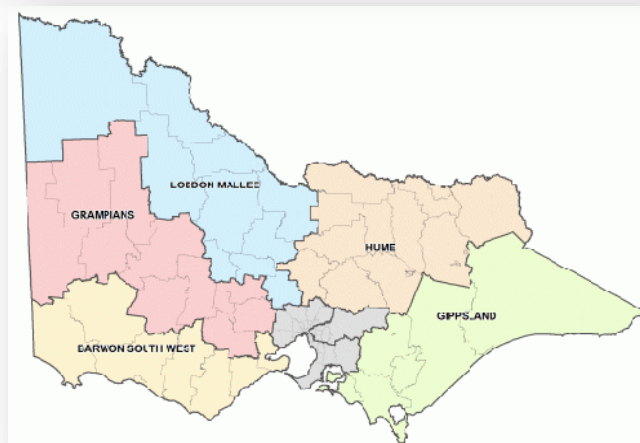 LODDON MALLEE
GRAMPIANS
HUME
GIPPSLAND
BARWON SOUTH WEST